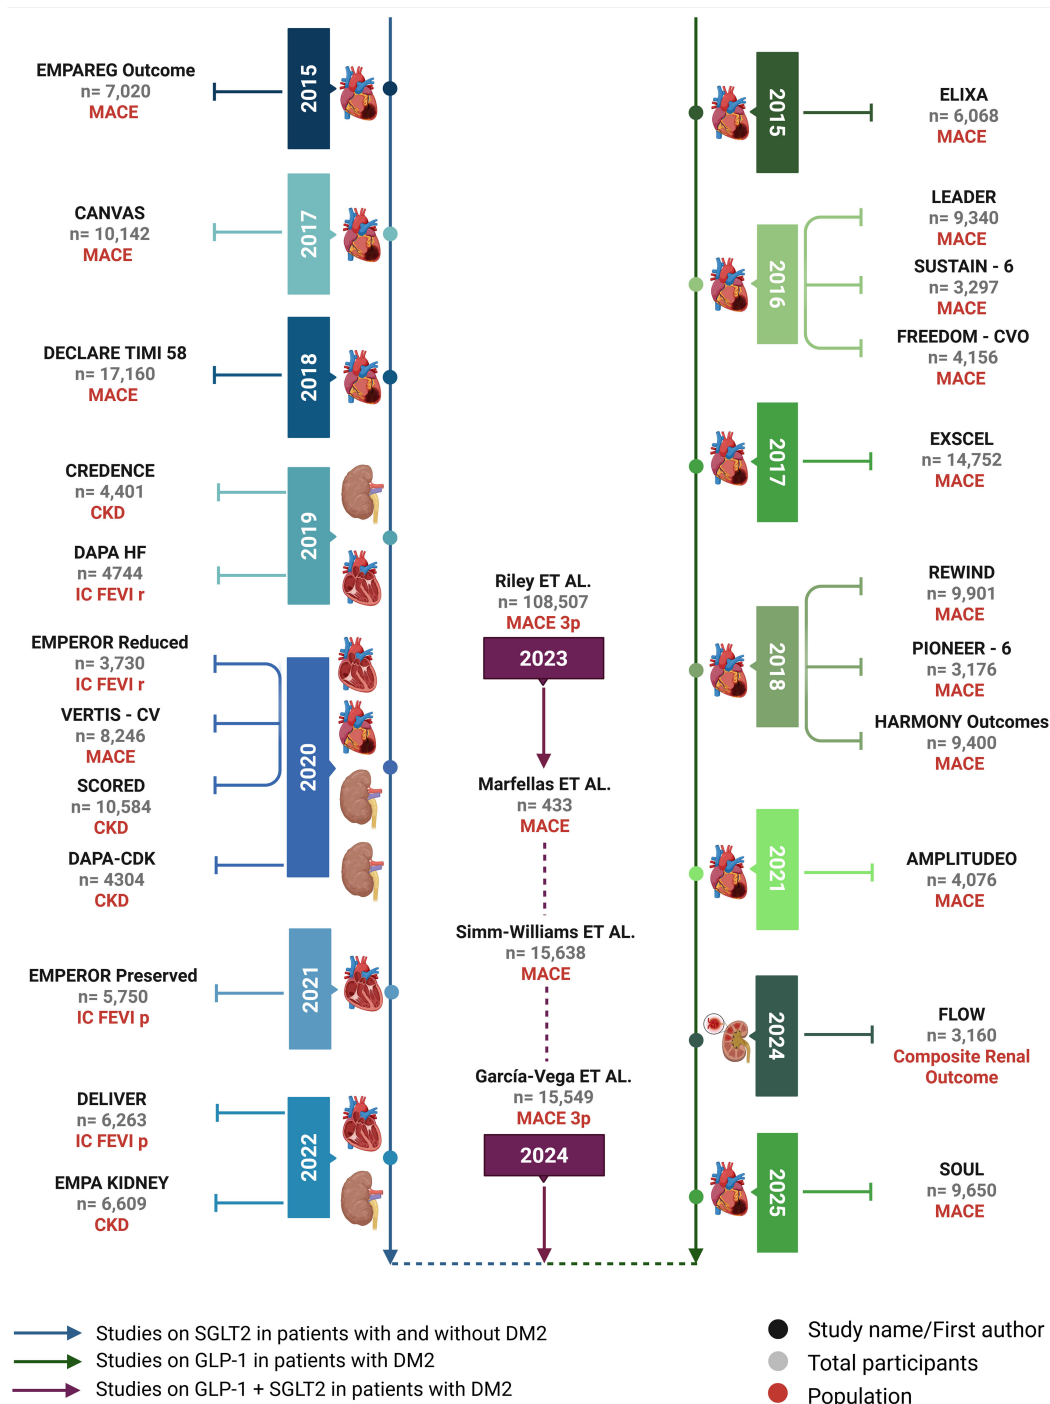 2015
EMPAREG Outcome
n= 7,020
MACE
2017
CANVAS
n= 10,142
MACE
2018
DECLARE TIMI 58
n= 17,160
MACE
2019
CREDENCE
n= 4,401
CKD
DAPA HF
n= 4744
IC FEVI r
2020
EMPEROR Reduced
n= 3,730
IC FEVI r
VERTIS - CV
n= 8,246
MACE
SCORED
n= 10,584
CKD
DAPA-CDK
n= 4304
CKD
2021
EMPEROR Preserved
n= 5,750
IC FEVI p
2022
DELIVER
n= 6,263
IC FEVI p
EMPA KIDNEY
n= 6,609
CKD
Riley ET AL.
n= 108,507
MACE 3p
2023
Marfellas ET AL.
n= 433
MACE
Simm-Williams ET AL.
n= 15,638
MACE
García-Vega ET AL.
n= 15,549
MACE 3p
2024
2015
ELIXA
n= 6,068
MACE
2016
LEADER
n= 9,340
MACE
SUSTAIN - 6
n= 3,297
MACE
FREEDOM - CVO
n= 4,156
MACE
2017
EXSCEL
n= 14,752
MACE
2018
REWIND
n= 9,901
MACE
PIONEER - 6
n= 3,176
MACE
HARMONY Outcomes
n= 9,400
MACE
2021
AMPLITUDEO
n= 4,076
MACE
2024
FLOW
n= 3,160
Composite Renal
Outcome
2025
SOUL
n= 9,650
MACE
Studies on SGLT2 in patients with and without DM2
Studies on GLP-1 in patients with DM2
Studies on GLP-1 + SGLT2 in patients with DM2
Study name/First author
Total participants
Population